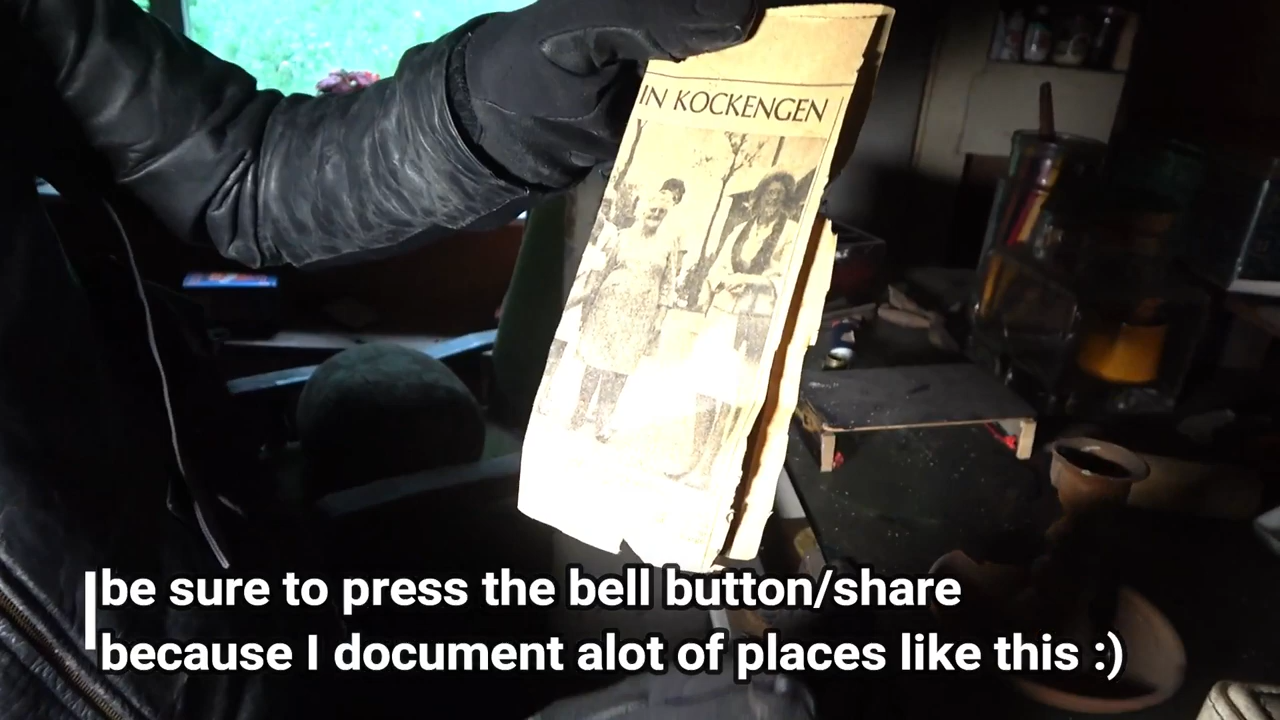 IN KOCKENGEN
be sure to press the bell button/share
because I document alot of places like this :)